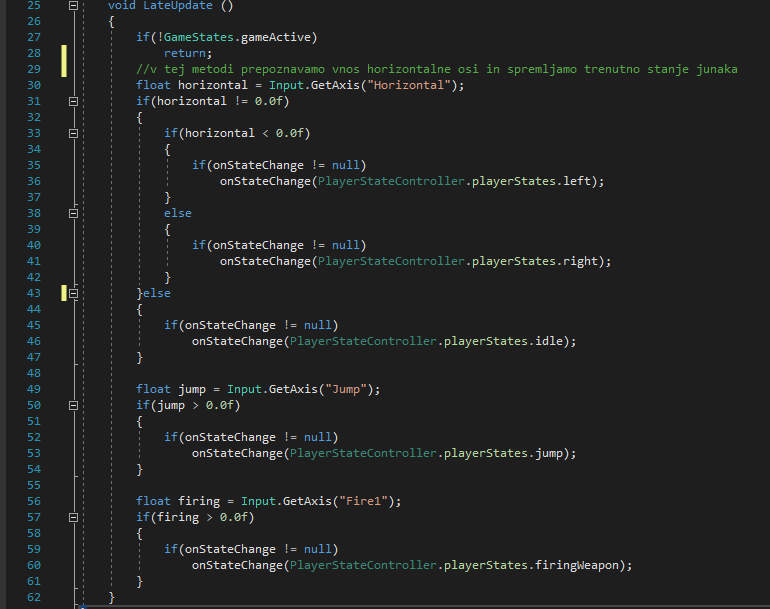 25 void LateUpdate ()
26 {
27 if(!GameStates.gameActive)
28 return;
29 //v tej metodi prepoznavamo vnos horizontalne osi in spremljamo trenutno stanje junaka
30 float horizontal = Input.GetAxis("Horizontal");
31 if(horizontal != 0.0f)
32 {
33 if(horizontal < 0.0f)
34 {
35 if(onStateChange != null)
36 onStateChange(PlayerStateController.playerStates.left);
37 }
38 else
39 {
40 if(onStateChange != null)
41 onStateChange(PlayerStateController.playerStates.right);
42 }
43 }else
44 {
45 if(onStateChange != null)
46 onStateChange(PlayerStateController.playerStates.idle);
47 }
48
49 float jump = Input.GetAxis("Jump");
50 if(jump > 0.0f)
51 {
52 if(onStateChange != null)
53 onStateChange(PlayerStateController.playerStates.jump);
54 }
55
56 float firing = Input.GetAxis("Fire1");
57 if(firing > 0.0f)
58 {
59 if(onStateChange != null)
60 onStateChange(PlayerStateController.playerStates.firingWeapon);
61 }
62 }